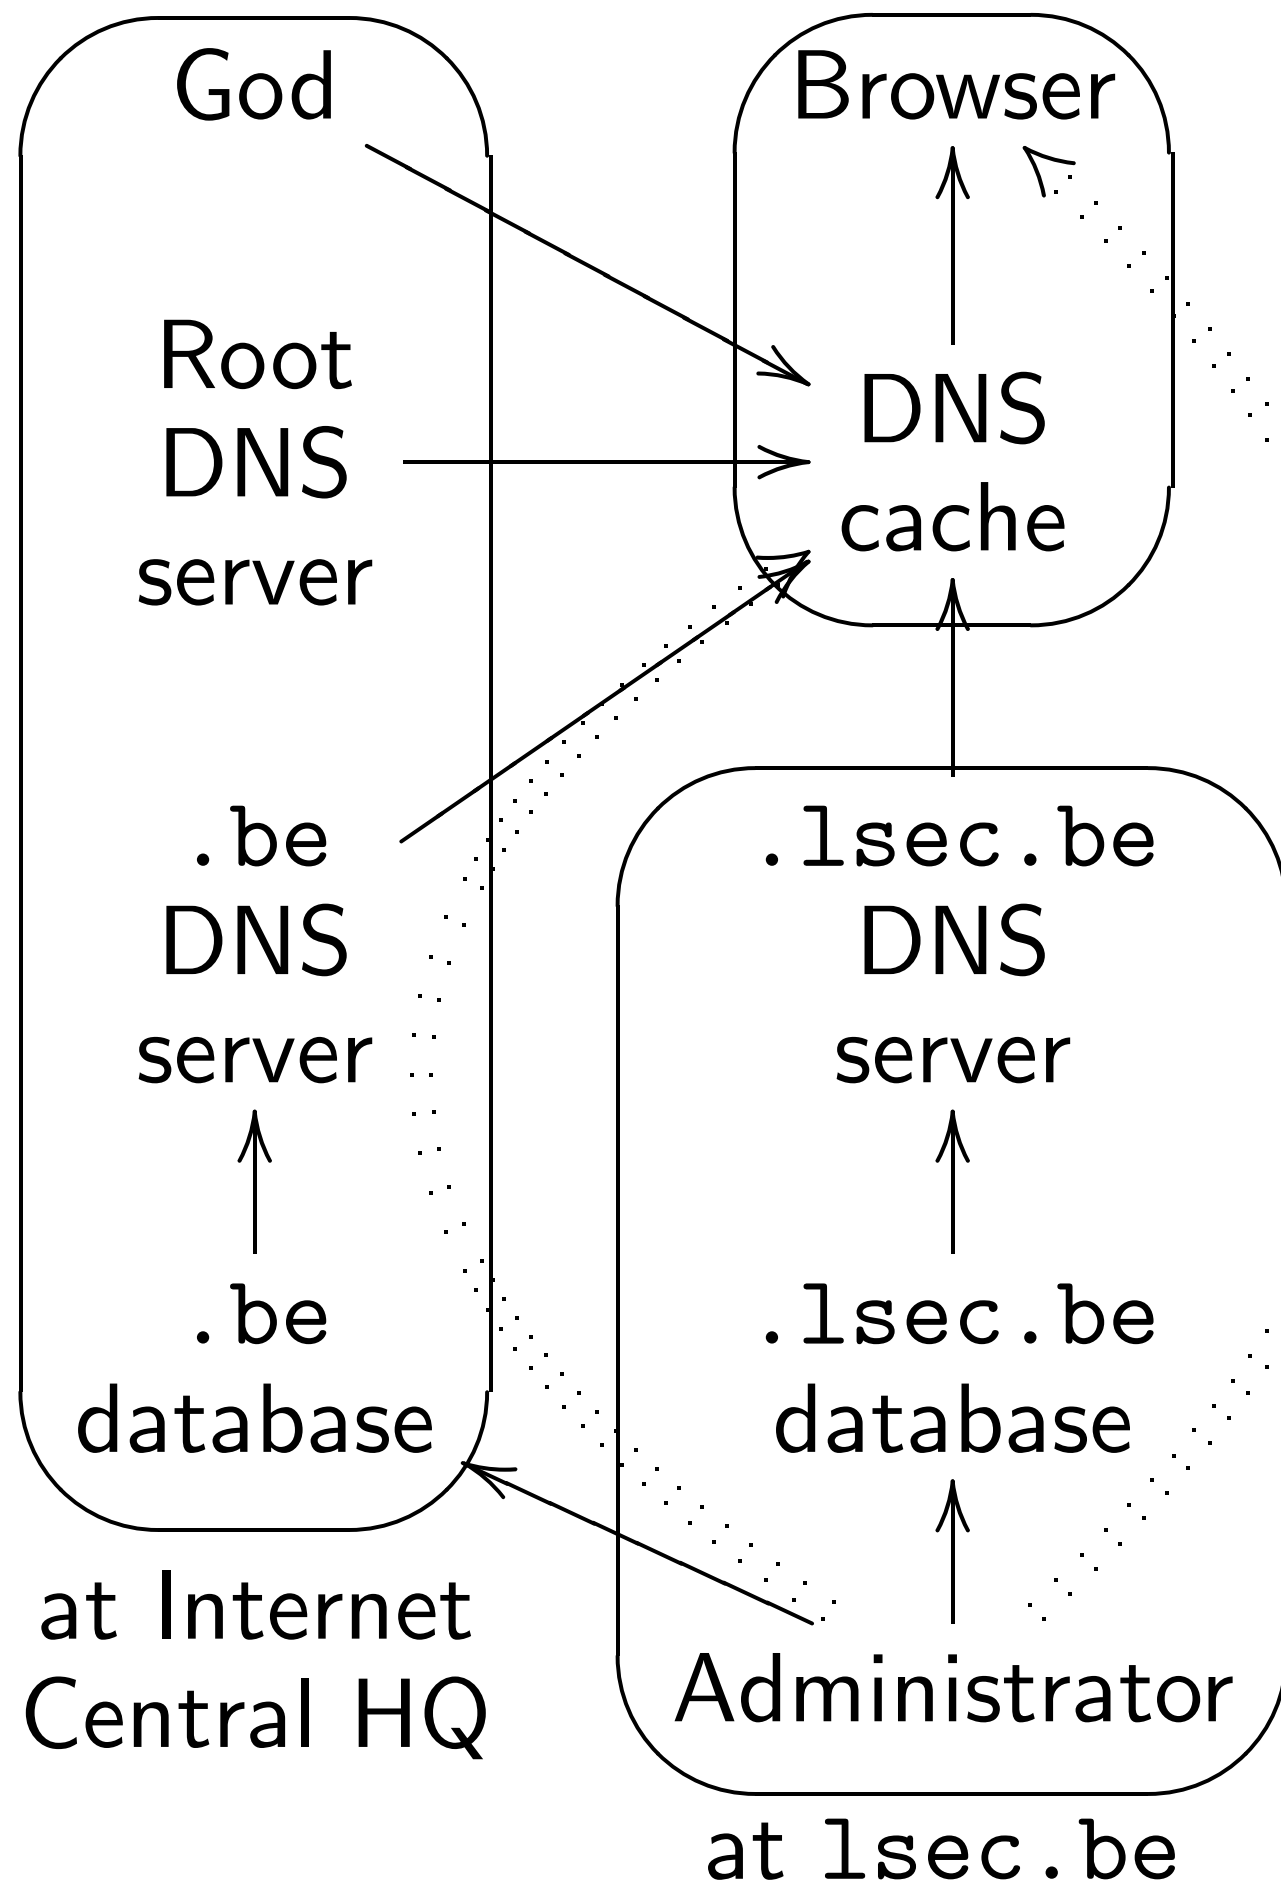 God
Root
DNS
server
.be
DNS
server
.be
database
at Internet
Central HQ
Browser
DNS
cache
.lsec.be
DNS
server
.lsec.be
database
Administrator
at lsec.be